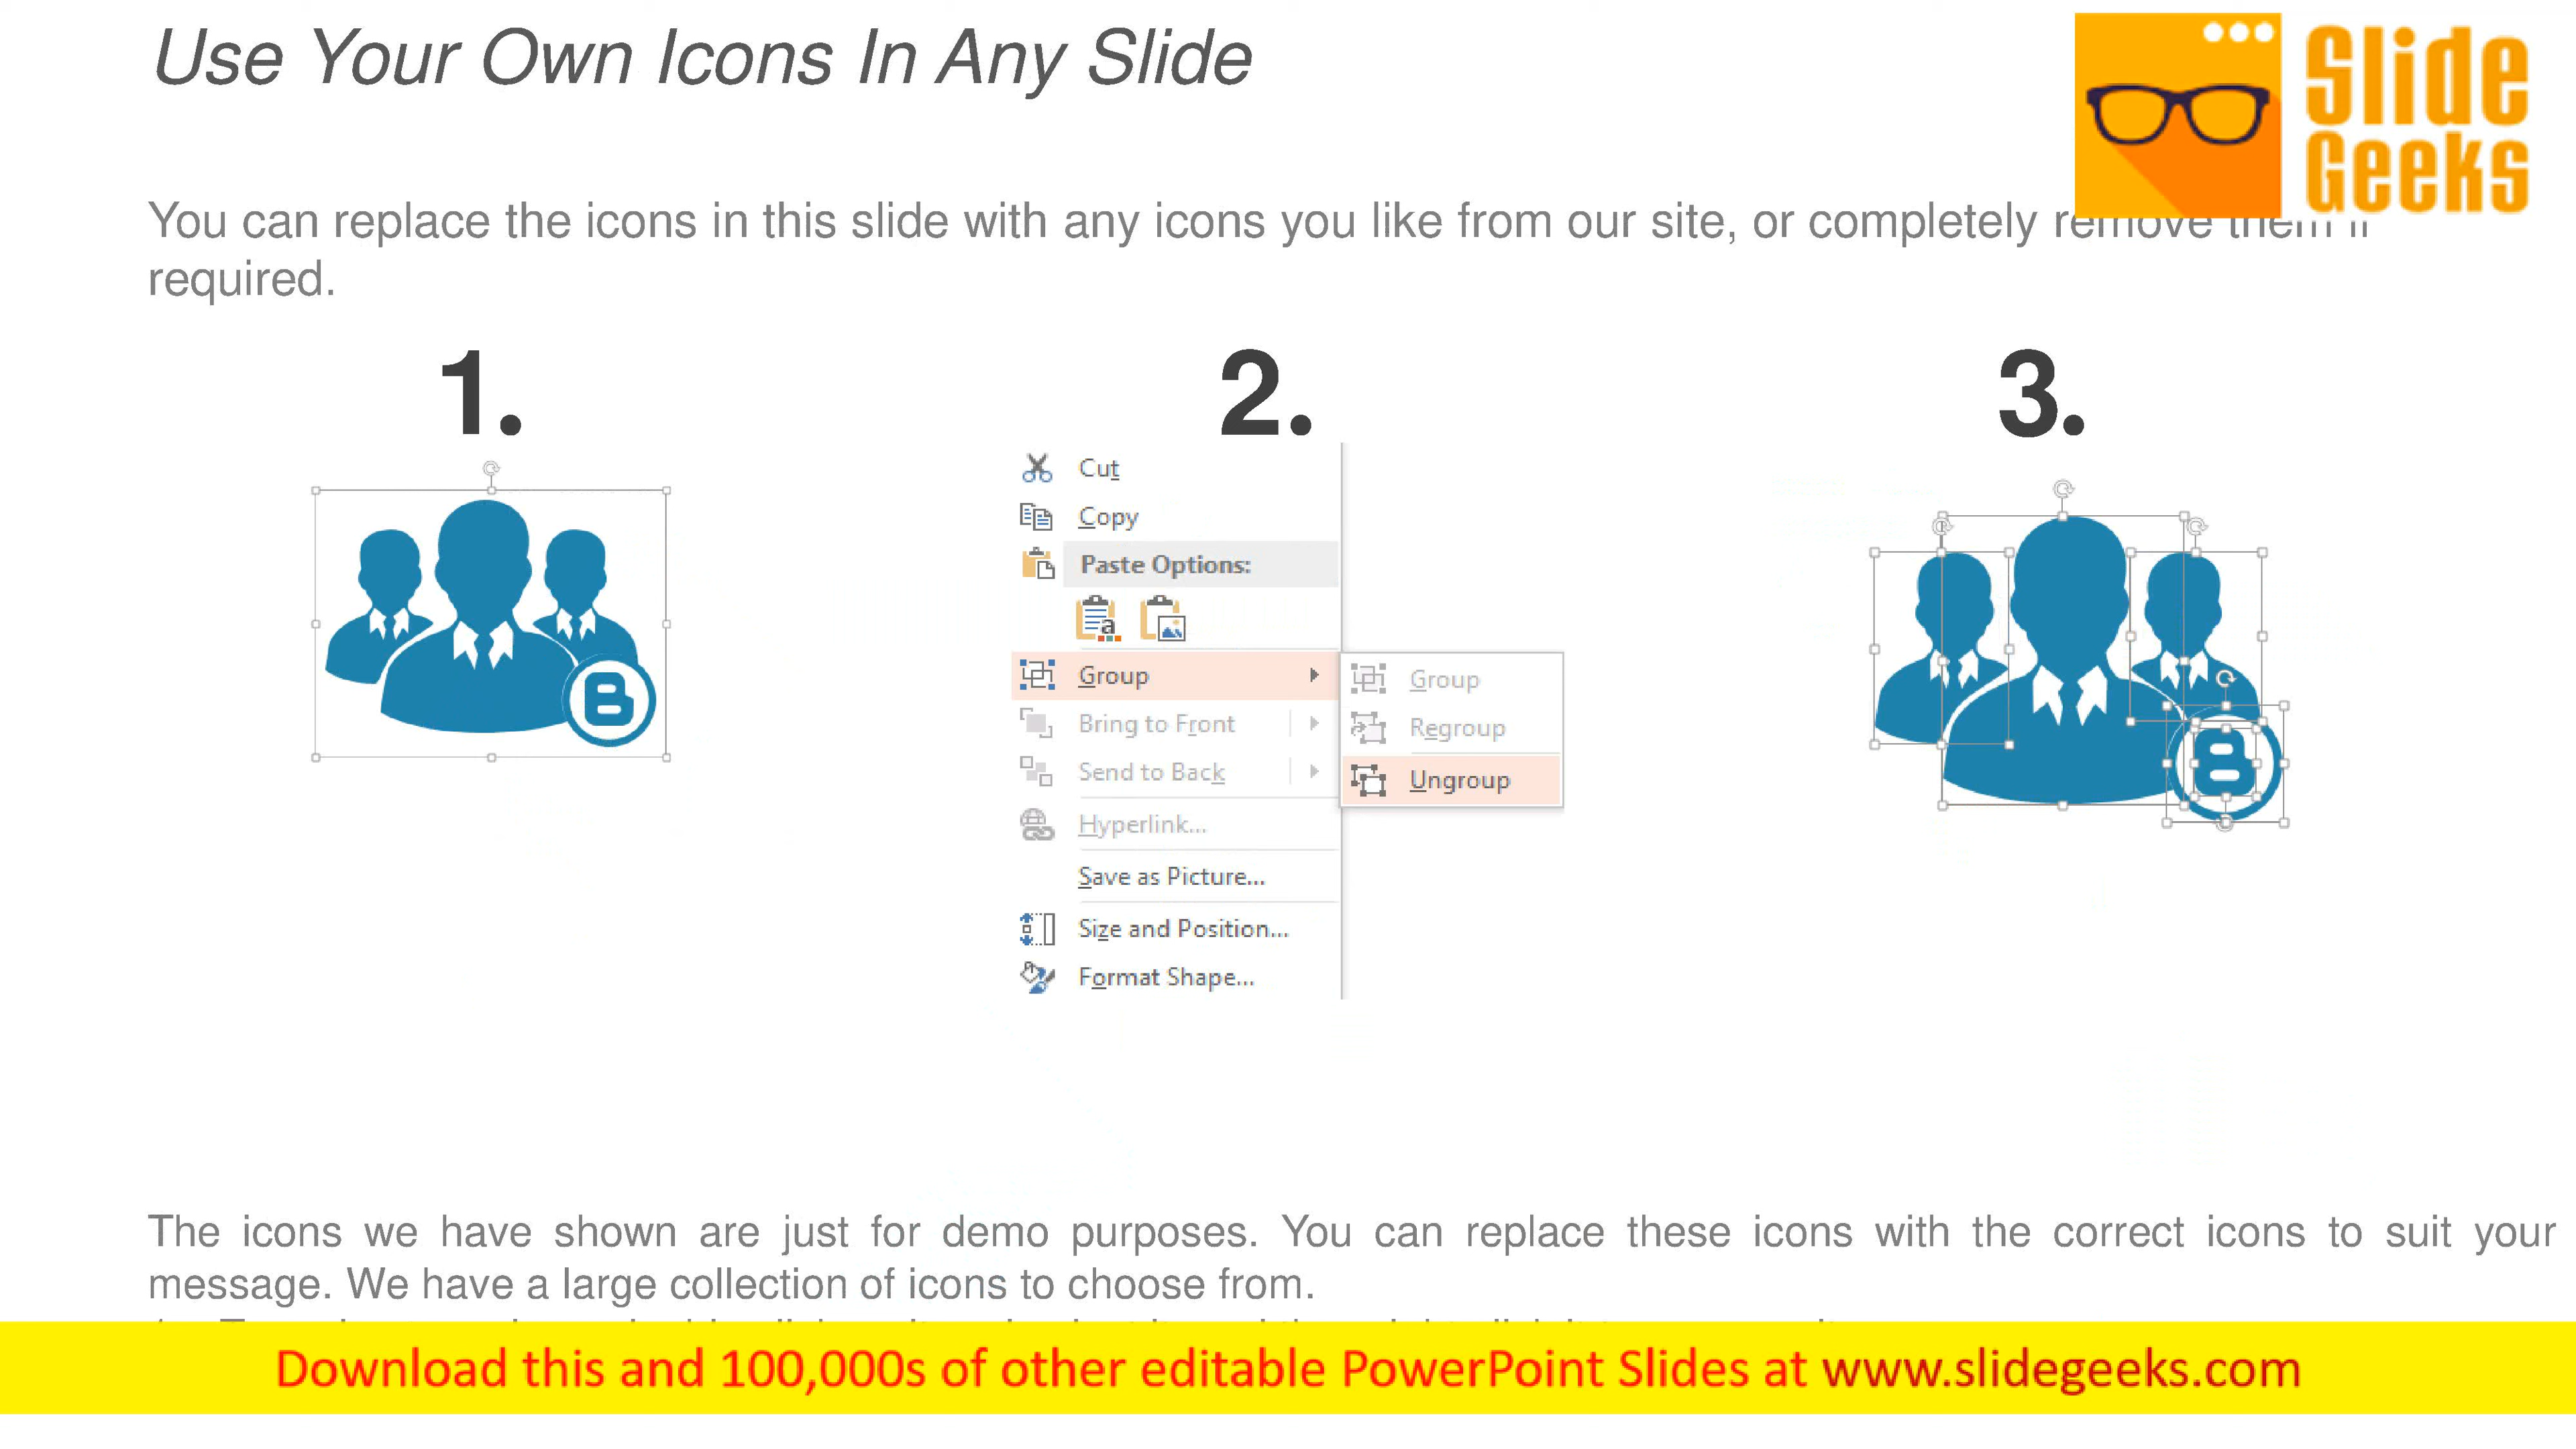 Use Your Own Icons In Any Slide
Slide
Geeks
You can replace the icons in this slide with any icons you like from our site, or completely remove them if
required.
1.
2.
3.
Cut
Copy
Paste Options:
Group
Bring to Front
Send to Back
Hyperlink...
Save as Picture...
Size and Position...
Format Shape...
Group
Regroup
Ungroup
B
B
The icons we have shown are just for demo purposes. You can replace these icons with the correct icons to suit your
message. We have a large collection of icons to choose from.
Download this and 100,000s of other editable PowerPoint Slides at www.slidegeeks.com